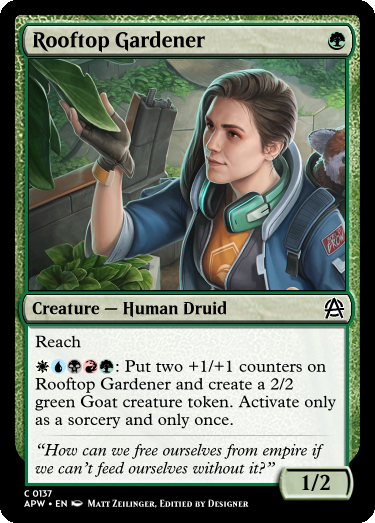 Rooftop Gardener
Creature — Human Druid
Reach
: Put two +1/+1 counters on
Rooftop Gardener and create a 2/2
green Goat creature token. Activate only
as a sorcery and only once.
“How can we free ourselves from empire if
we can’t feed ourselves without it?”
1/2
C 0137
APW • EN Matt Zeilinger, Editied by Designer